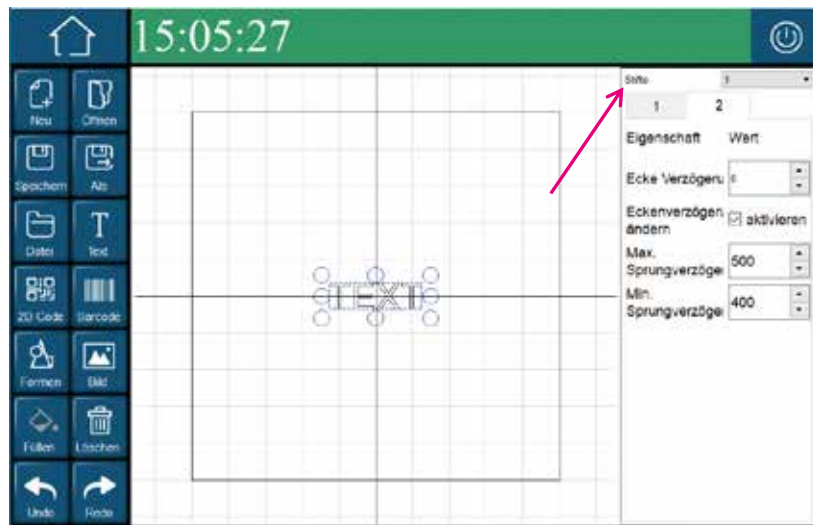 15:05:27
Neu
Öffnen
Speichern
Als
Datei
Text
2D Code
Barcode
Formen
Bild
Füllen
Löschen
Undo
Redo
TEXT
Stifte
1
1 2
Eigenschaft Wert
Ecke Verzögeru
Eckenverzögen aktivieren
ändern
Max.
Sprungverzöge 500
Min.
Sprungverzöge 400